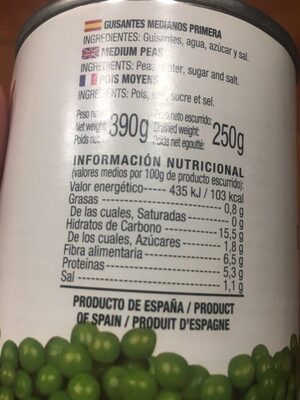 GUISANTES MEDIANOS PRIMERA
INGREDIENTES: Guisantes, agua, azúcar y sal.
MEDIUM PEAS
INGREDIENTS: Peas, water, sugar and salt.
POIS MOYENS
INGREDIENTS: Pois, eau, sucre et sel.
Peso neto:
Net weight:
Poids net:
390g
Peso neto escurrido:
Drained weight:
Poids net egoutté:
250g
INFORMACIÓN NUTRICIONAL
(valores medios por 100g de producto escurrido):
Valor energético----- 435 kJ / 103 kcal
Grasas ---- 0,8 g
De las cuales, Saturadas ---- 0 g
Hidratos de Carbono ---- 15,5 g
De los cuales, Azúcares ---- 1,8 g
Fibra alimentaria ---- 6,5 g
Proteínas ---- 5,3 g
Sal ---- 1,1 g
PRODUCTO DE ESPAÑA / PRODUCT
OF SPAIN / PRODUIT D'ESPAGNE